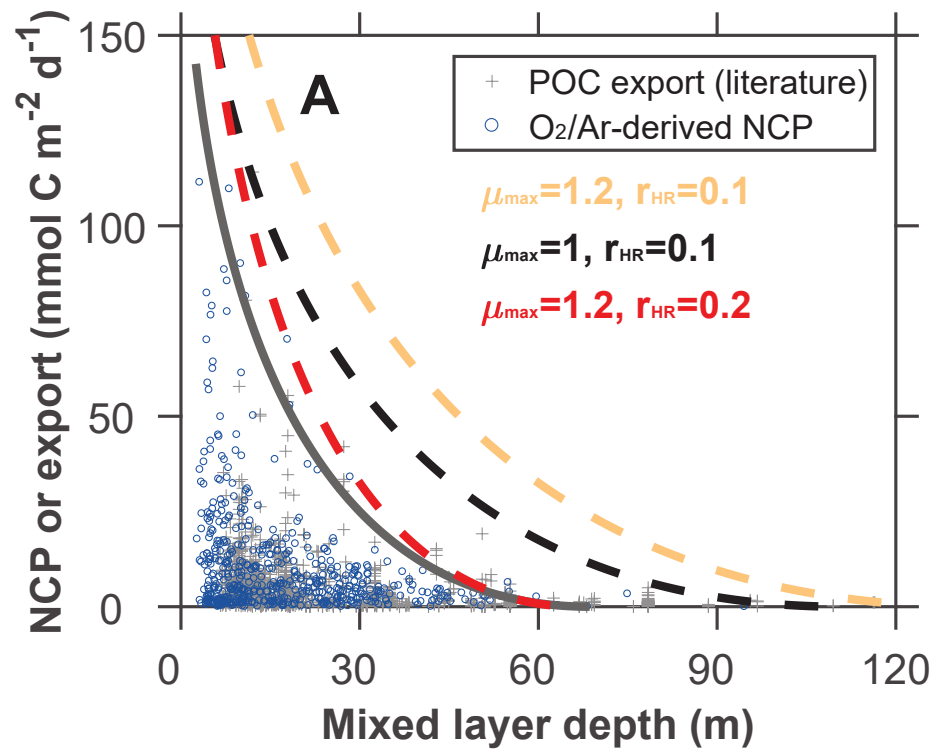 A
POC export (literature)
O₂/Ar-derived NCP
μmax=1.2, rHR=0.1
μmax=1, rHR=0.1
μmax=1.2, rHR=0.2
NCP or export (mmol C m⁻² d⁻¹)
150
100
50
0
0 30 60 90 120
Mixed layer depth (m)